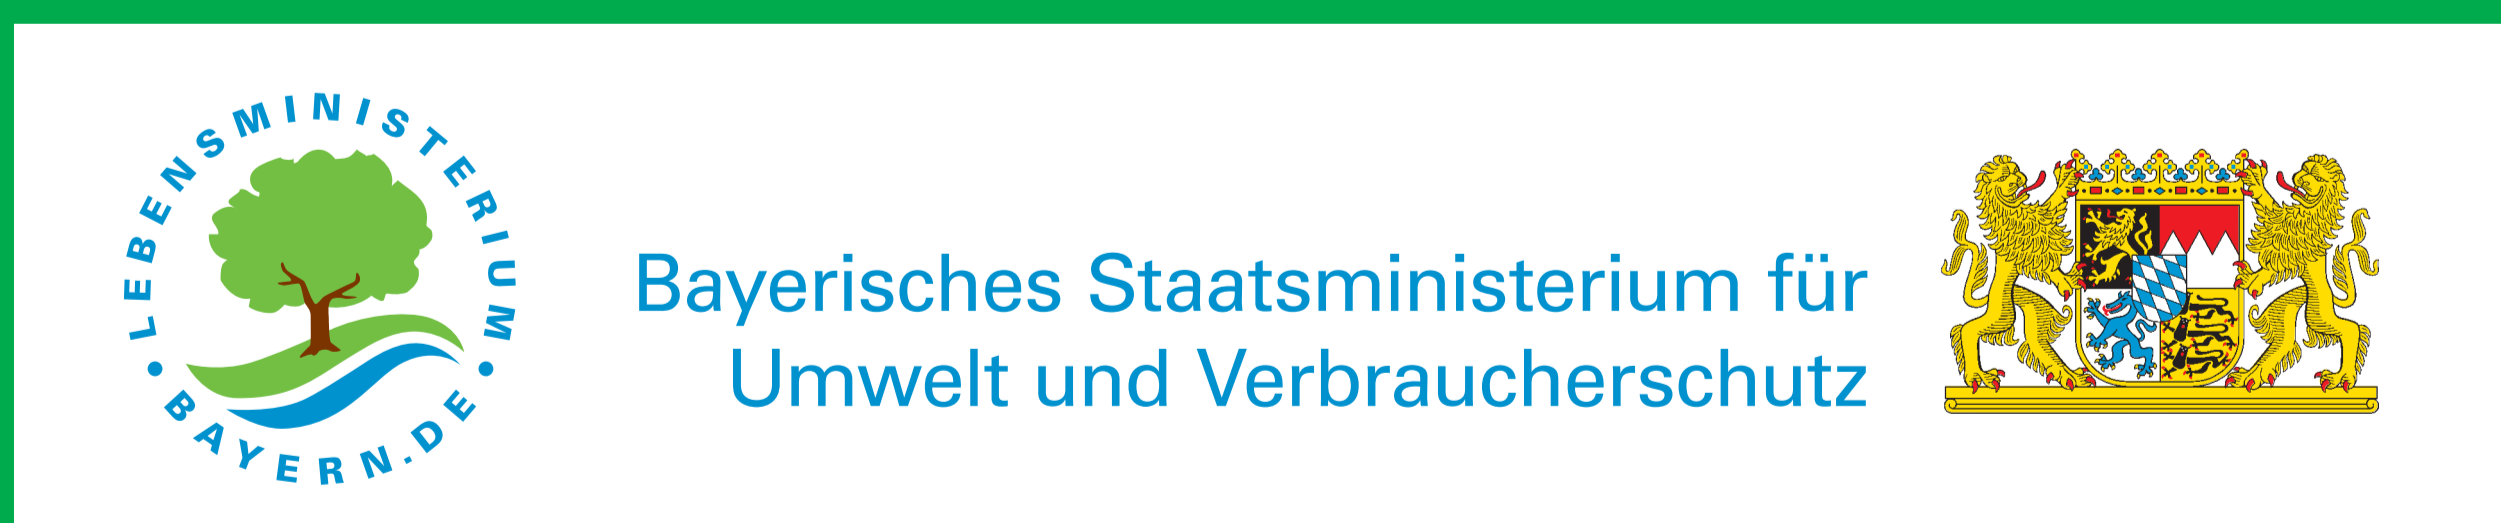 LEBENSMINISTERIUM
BAYERN.DE
Bayerisches Staatsministerium für
Umwelt und Verbraucherschutz